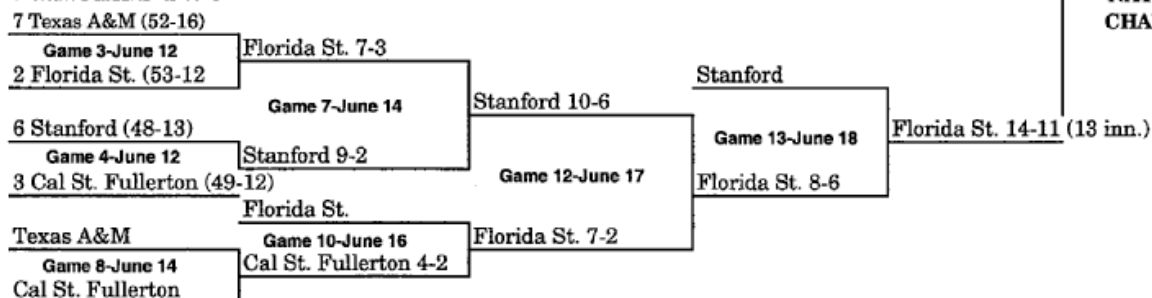 7 Texas A&M (52-16)
Game 3-June 12
2 Florida St. (53-12
Florida St. 7-3
Game 7-June 14
6 Stanford (48-13)
Game 4-June 12
3 Cal St. Fullerton (49-12)
Stanford 9-2
Stanford 10-6
Game 12-June 17
Florida St.
Game 10-June 16
Cal St. Fullerton 4-2
Texas A&M
Game 8-June 14
Cal St. Fullerton
Florida St. 7-2
Stanford
Game 13-June 18
Florida St. 8-6
Florida St. 14-11 (13 inn.)
CHA